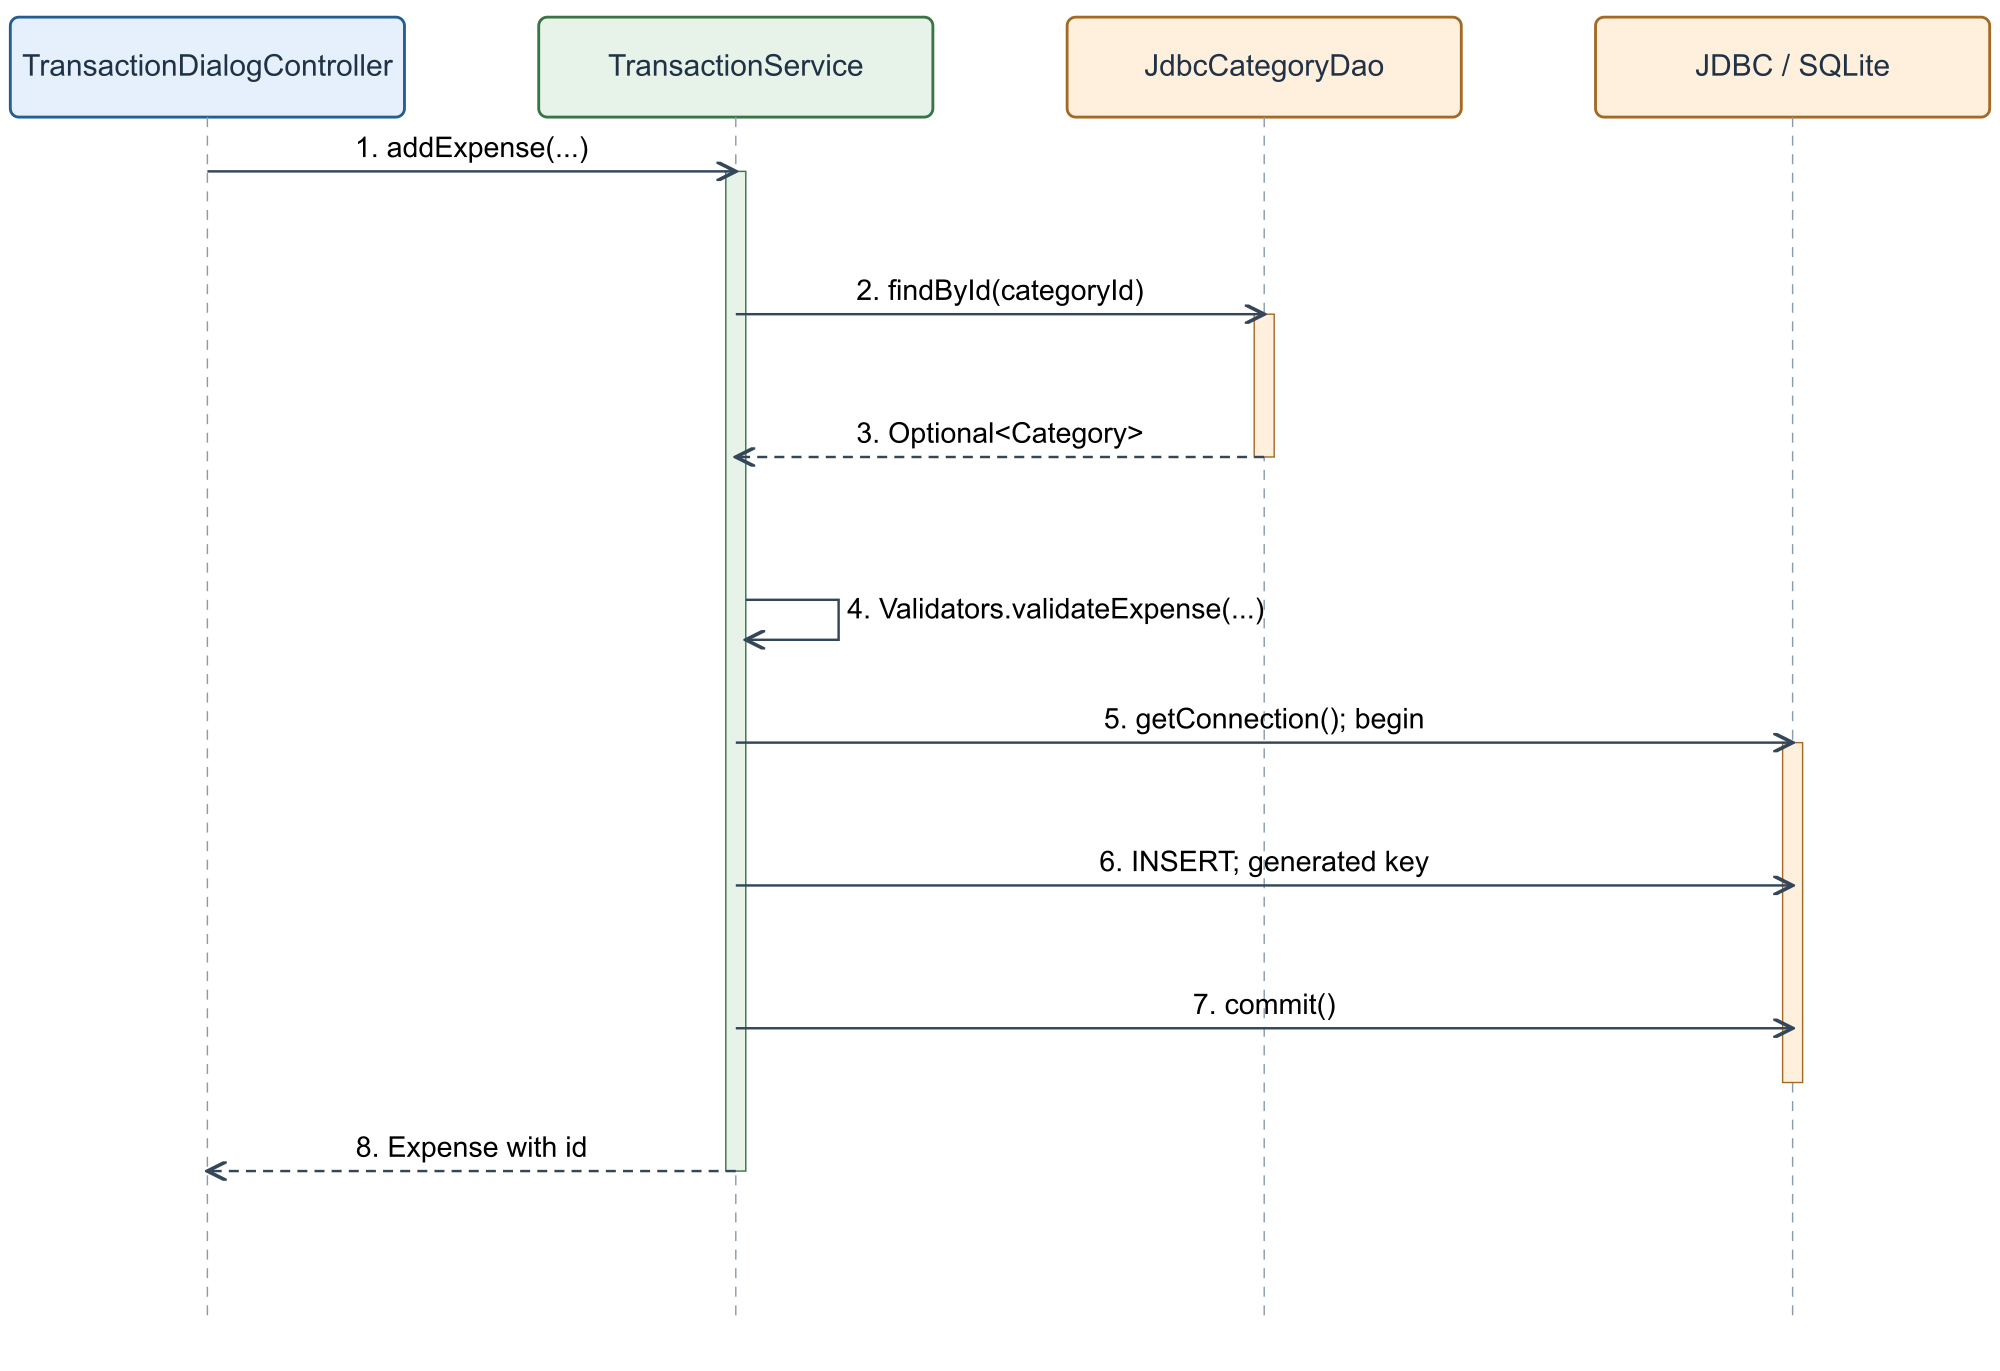 TransactionDialogController
TransactionService
JdbcCategoryDao
JDBC / SQLite
1. addExpense(...)
2. findById(categoryId)
3. Optional<Category>
4. Validators.validateExpense(...)
5. getConnection(); begin
6. INSERT; generated key
7. commit()
8. Expense with id